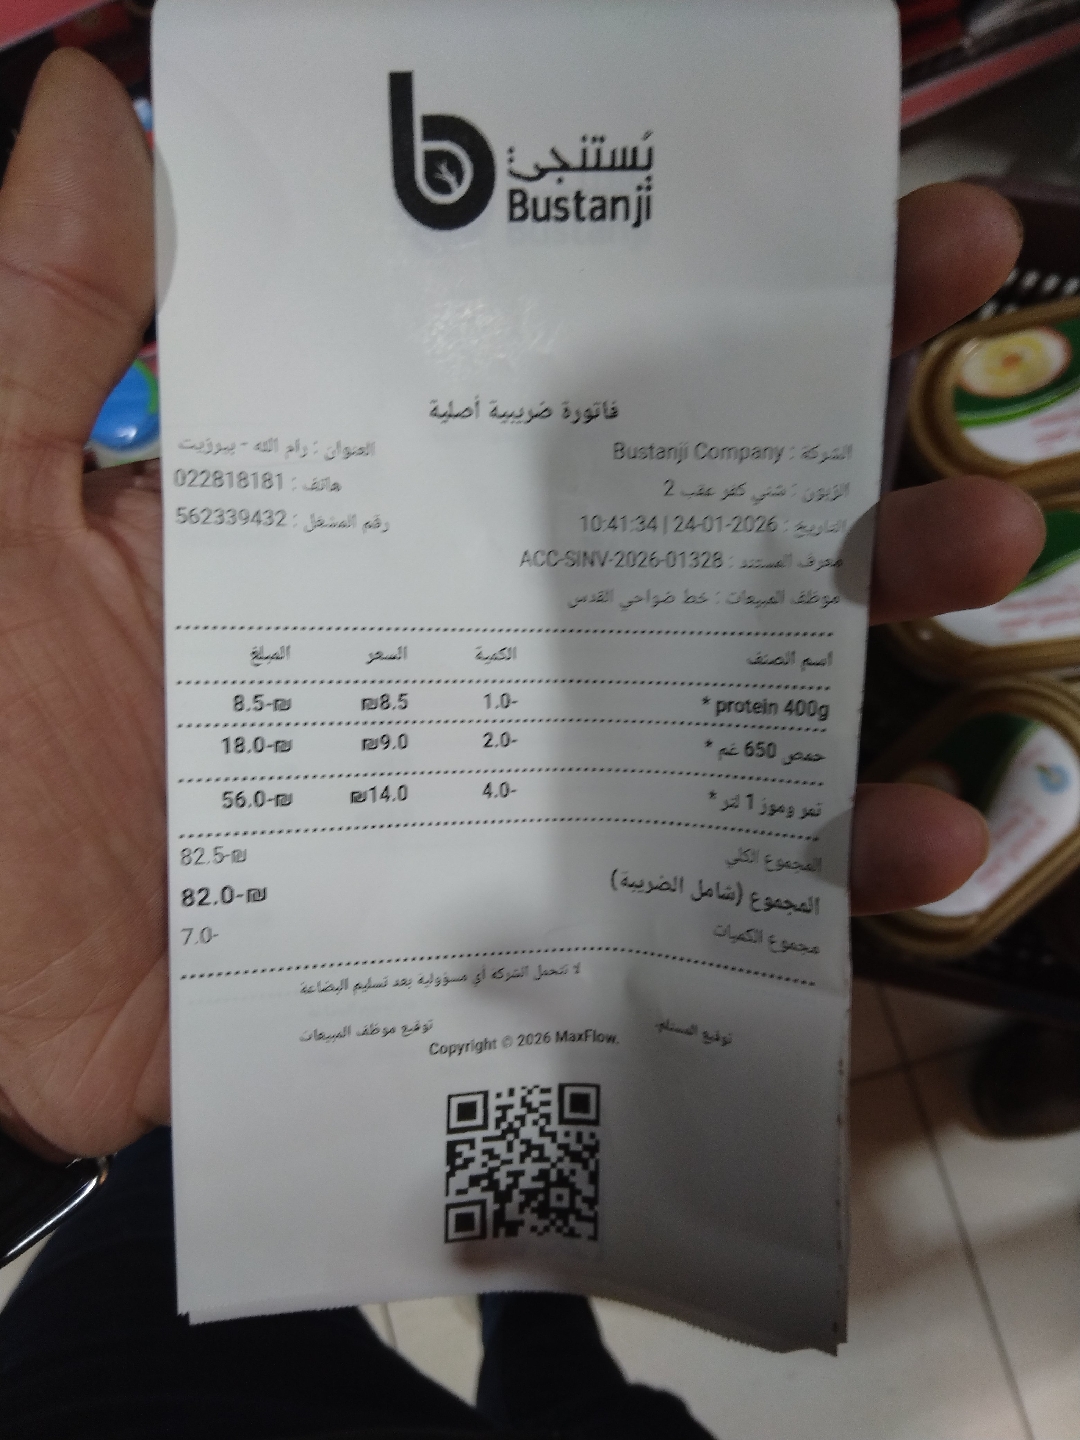 بُستنجي
Bustanji
فاتورة ضريبية أصلية
الشركة : Bustanji Company
العنوان : رام الله - بيرزيت
الزبون : شني كفر عقب 2
هاتف : 022818181
التاريخ : 24-01-2026 | 10:41:34
رقم المشغل : 562339432
معرف المستند : ACC-SINV-2026-01328
موظف المبيعات : خط ضواحي القدس
اسم الصنف الكمية السعر المبلغ
protein 400g * 1.0- ₪8.5 8.5-₪
حمص 650 غم * 2.0- ₪9.0 18.0-₪
تمر وموز 1 لتر * 4.0- ₪14.0 56.0-₪
المجموع الكلي 82.5-₪
المجموع (شامل الضريبة) 82.0-₪
مجموع الكميات 7.0-
لا تتحمل الشركة أي مسؤولية بعد تسليم البضاعة
توقيع المستلم توقيع موظف المبيعات
Copyright © 2026 MaxFlow.